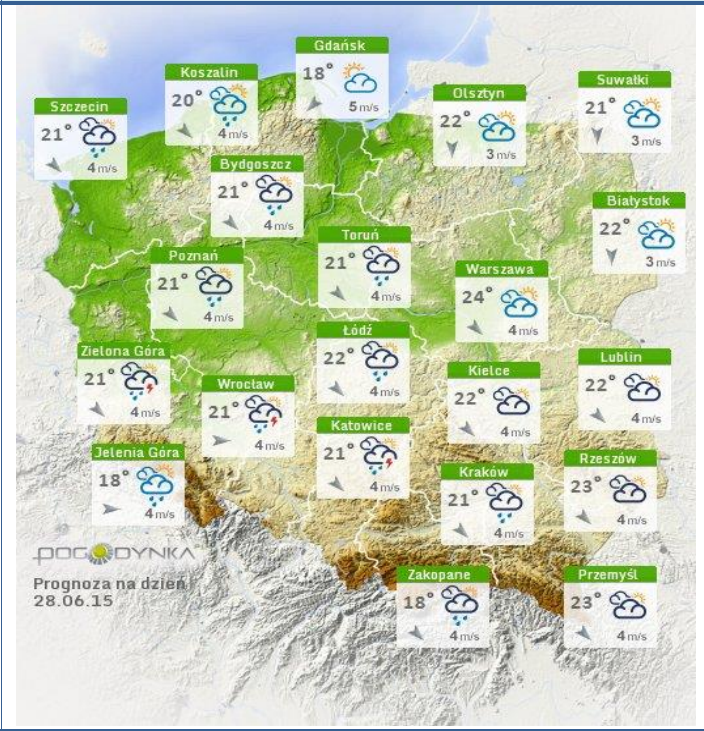 Gdańsk
18°
5 m/s
Koszalin
20°
4 m/s
Suwałki
21°
3 m/s
Olsztyn
22°
3 m/s
Szczecin
21°
4 m/s
Bydgoszcz
21°
4 m/s
Białystok
22°
3 m/s
Toruń
21°
4 m/s
Poznań
21°
4 m/s
Warszawa
24°
4 m/s
Łódź
22°
4 m/s
Zielona Góra
21°
4 m/s
Lublin
22°
4 m/s
Kielce
22°
4 m/s
Wrocław
21°
4 m/s
Katowice
21°
4 m/s
Jelenia Góra
18°
4 m/s
Rzeszów
23°
4 m/s
Kraków
21°
4 m/s
POGODYNKA
Prognoza na dzień
28.06.15
Zakopane
18°
4 m/s
Przemyśl
23°
4 m/s